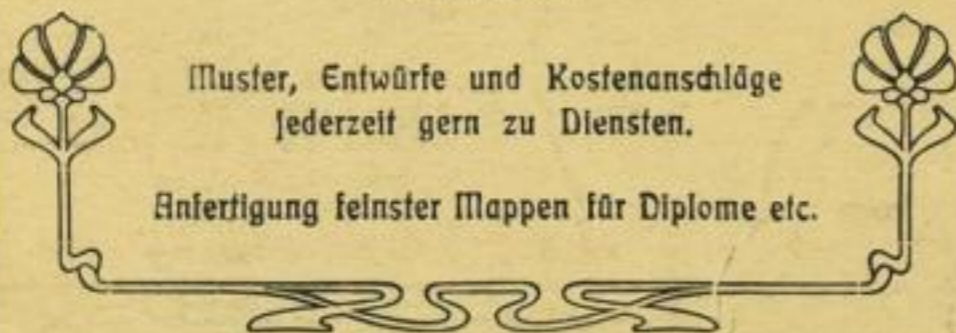 Muster, Entwürfe und Kostenanschläge
jederzeit gern zu Diensten.
Anfertigung feinster Mappen für Diplome etc.